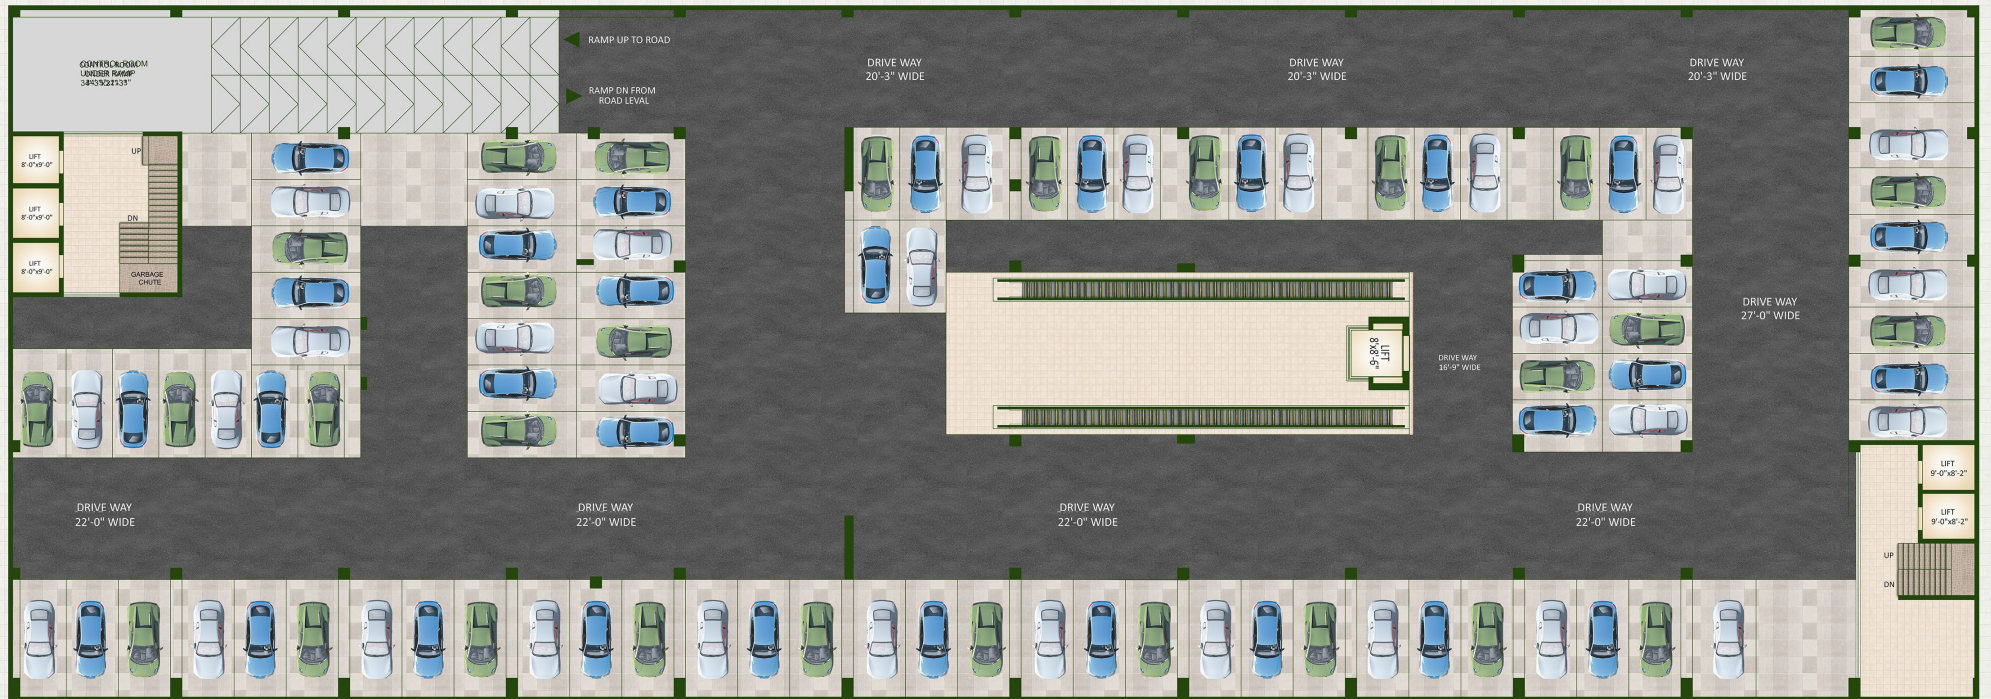 RAMP UP TO ROAD
RAMP DN FROM
ROAD LEVAL
CONTROL ROOM
UNDER RAMP
DRIVE WAY
20'-3" WIDE
DRIVE WAY
20'-3" WIDE
DRIVE WAY
20'-3" WIDE
LIFT
8'-0"x9'-0"
LIFT
8'-0"x9'-0"
LIFT
8'-0"x9'-0"
UP
DN
GARBAGE
CHUTE
DRIVE WAY
27'-0" WIDE
LIFT
8'x8'-6"
DRIVE WAY
16'-9" WIDE
DRIVE WAY
22'-0" WIDE
DRIVE WAY
22'-0" WIDE
DRIVE WAY
22'-0" WIDE
DRIVE WAY
22'-0" WIDE
LIFT
9'-0"x8'-2"
LIFT
9'-0"x8'-2"
UP
DN